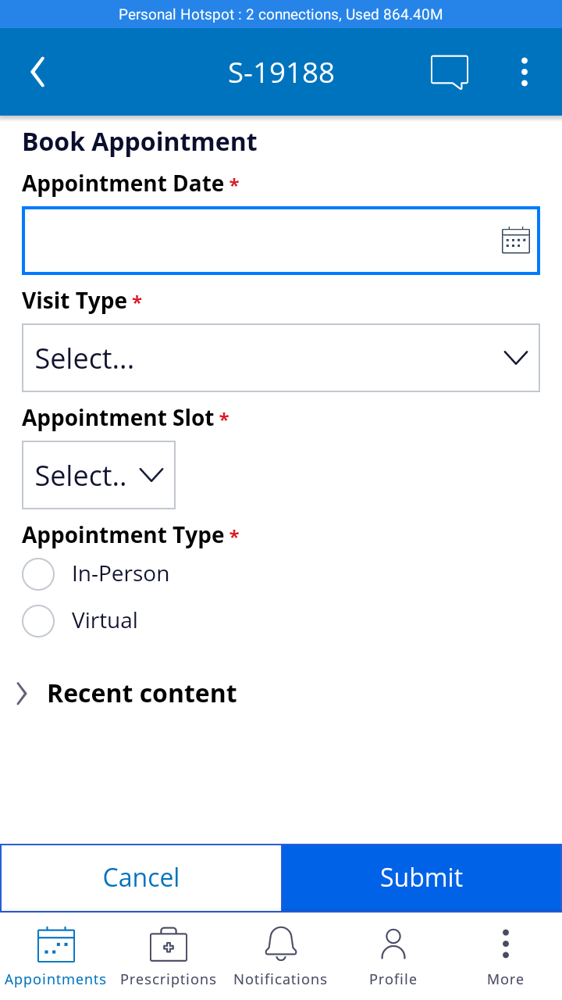 Personal Hotspot : 2 connections, Used 864.40M
S-19188
Book Appointment
Appointment Date *
Visit Type *
Select...
Appointment Slot *
Select..
Appointment Type *
In-Person
Virtual
Recent content
Cancel Submit
Appointments Prescriptions Notifications Profile More